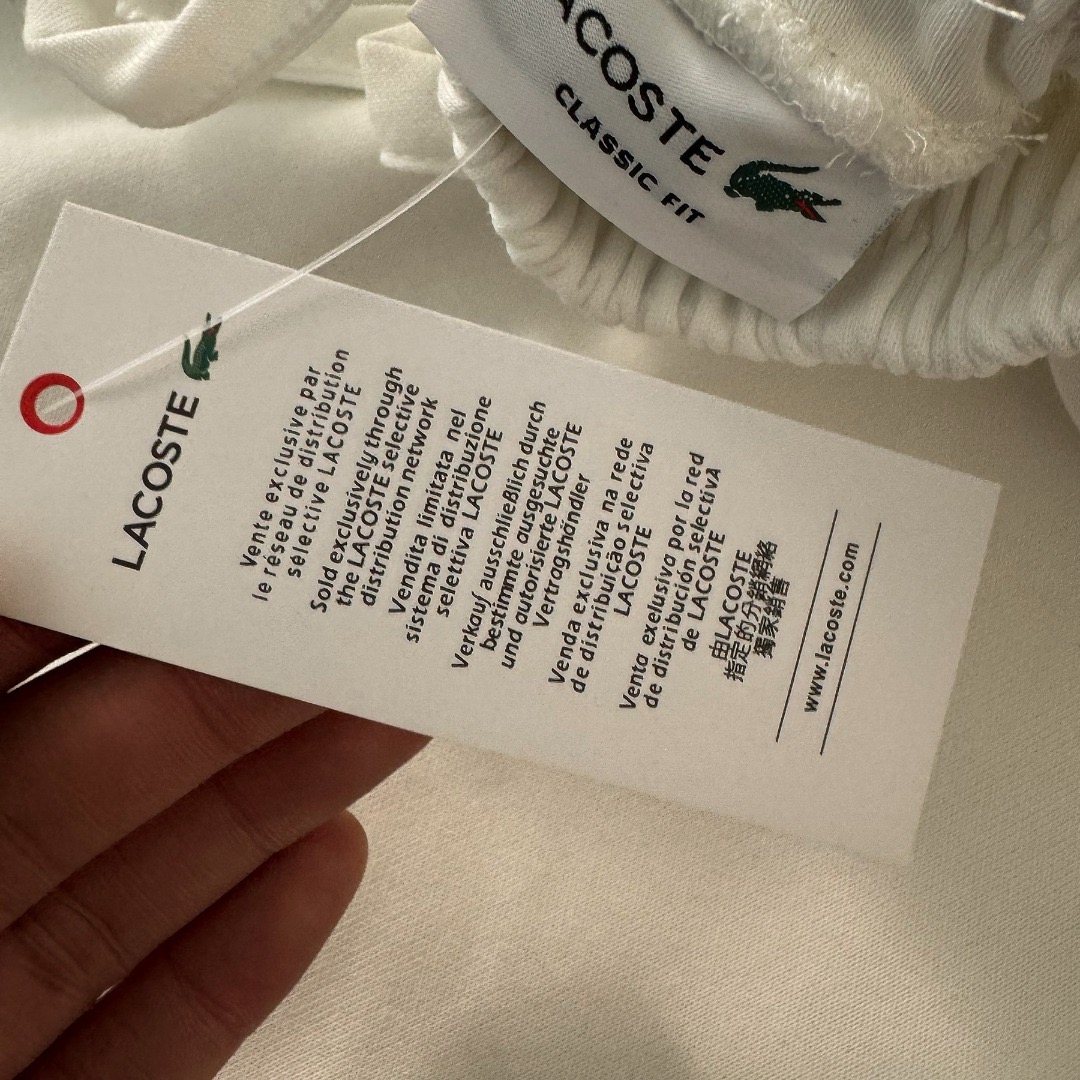 LACOSTE
CLASSIC FIT
LACOSTE
Vente exclusive par
le réseau de distribution
sélective LACOSTE
Sold exclusively through
the LACOSTE selective
distribution network
Vendita limitata nel
sistema di distribuzione
selettiva LACOSTE
Verkauf ausschließlich durch
bestimmte ausgesuchte
und autorisierte LACOSTE
Vertrogshändler
Venda exclusiva na rede
de distribuição selectiva
LACOSTE
Venta exelusiva por la red
de distribución selectivA
de LACOSTE
由LACOSTE
指定的分銷網絡
獨家銷售
www.lacoste.com